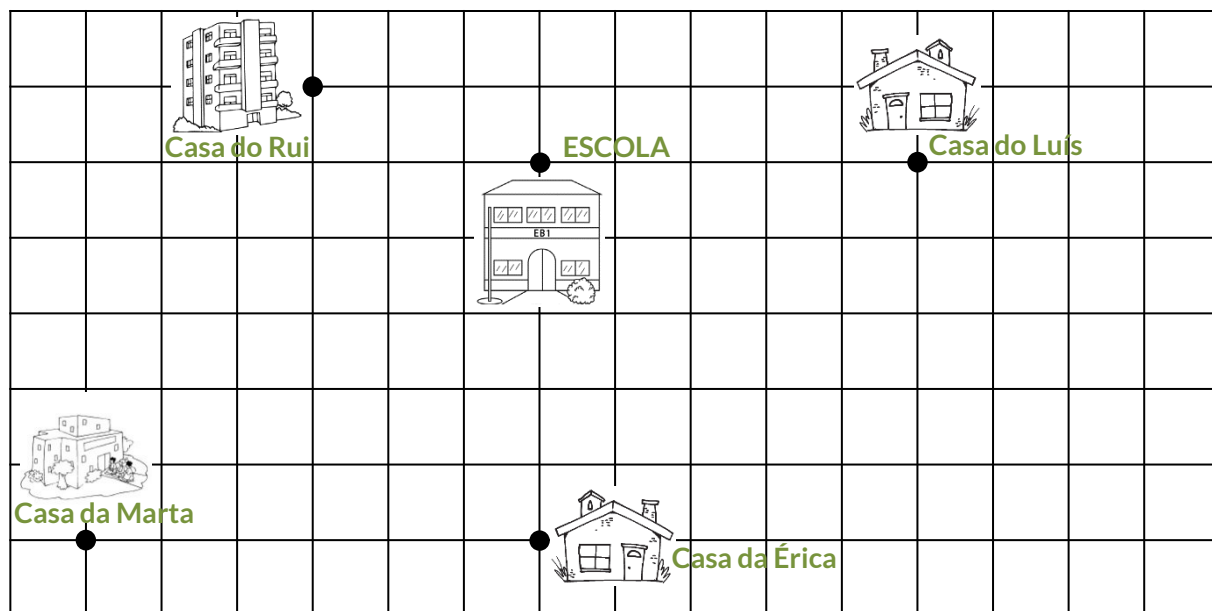 Casa do Rui
ESCOLA
Casa do Luís
EB1
Casa da Marta
Casa da Érica